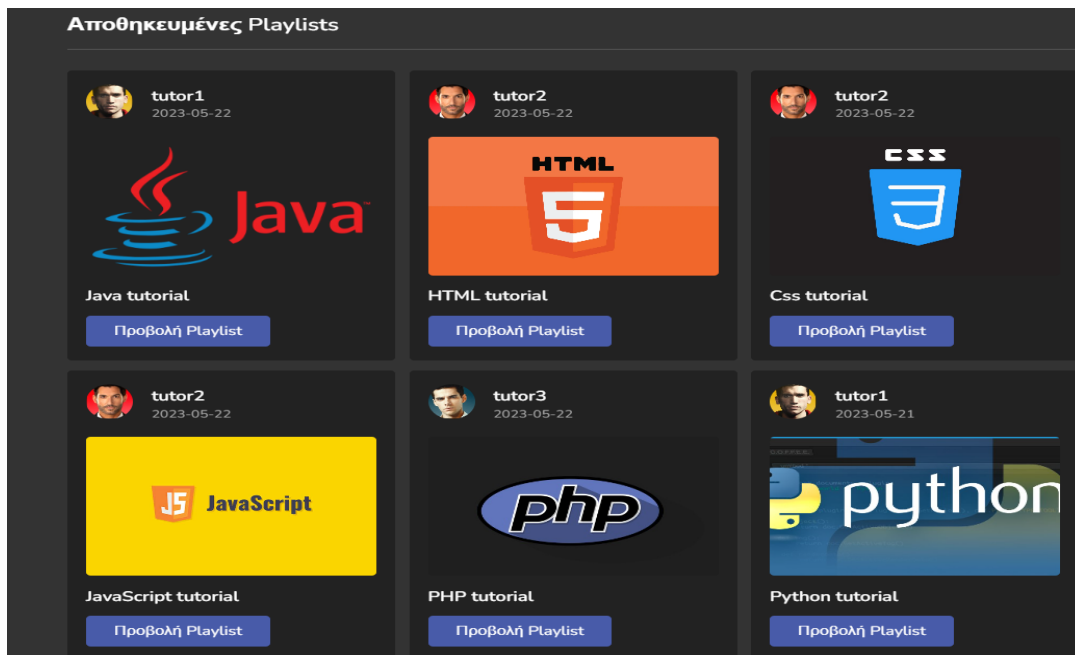 Αποθηκευμένες Playlists
tutor1
2023-05-22
Java
Java tutorial
Προβολή Playlist
tutor2
2023-05-22
HTML
5
HTML tutorial
Προβολή Playlist
tutor2
2023-05-22
CSS
3
Css tutorial
Προβολή Playlist
tutor2
2023-05-22
JS JavaScript
JavaScript tutorial
Προβολή Playlist
tutor3
2023-05-22
php
PHP tutorial
Προβολή Playlist
tutor1
2023-05-21
python
Python tutorial
Προβολή Playlist